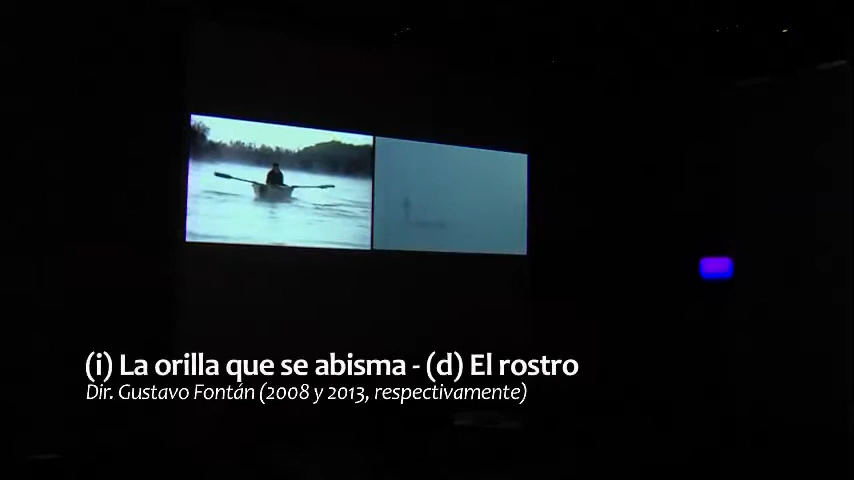 (i) La orilla que se abisma - (d) El rostro
Dir. Gustavo Fontán (2008 y 2013, respectivamente)